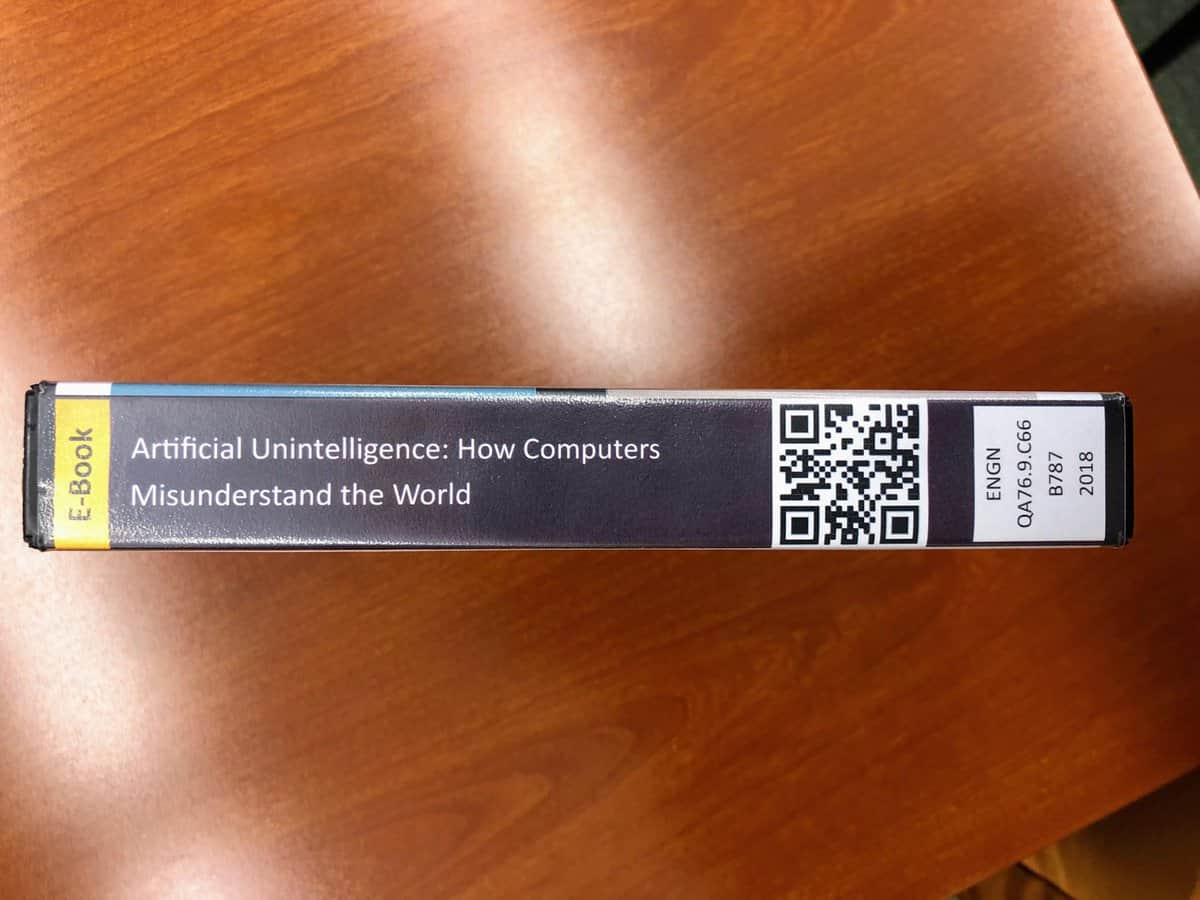 E-Book
Artificial Unintelligence: How Computers
Misunderstand the World
ENGN
QA76.9.C66
B787
2018